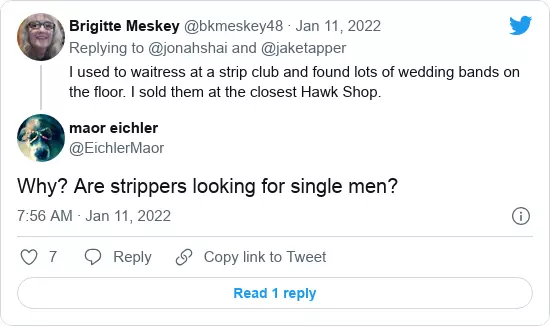 Brigitte Meskey @bkmeskey48 · Jan 11, 2022
Replying to @jonahshai and @jaketapper
I used to waitress at a strip club and found lots of wedding bands on
the floor. I sold them at the closest Hawk Shop.
maor eichler
@EichlerMaor
Why? Are strippers looking for single men?
7:56 AM · Jan 11, 2022
7 Reply Copy link to Tweet
Read 1 reply